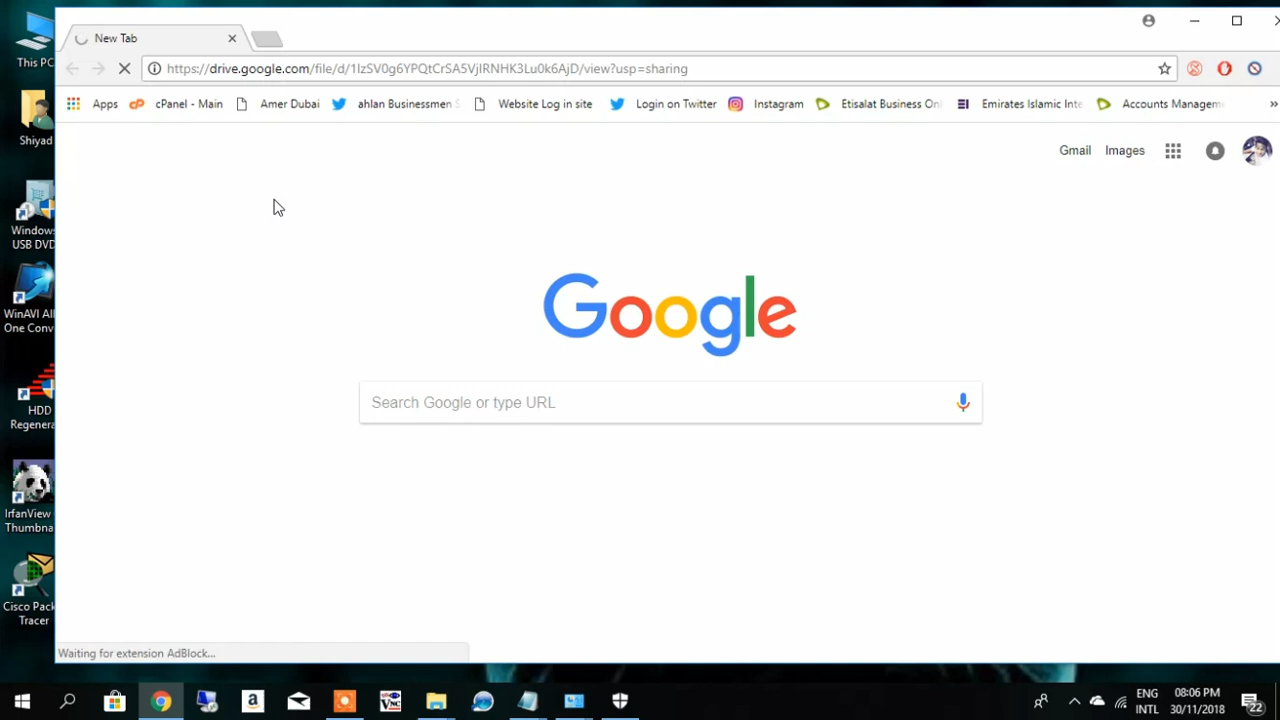 This PC
Shiyad
Windows
USB DVD
WinAVI All
One Conv
HDD
Regenera
IrfanView
Thumbna
Cisco Pack
Tracer
New Tab
https://drive.google.com/file/d/1IzSV0g6YPQtCrSA5VjIRNHK3Lu0k6AjD/view?usp=sharing
Apps
cPanel - Main
Amer Dubai
ahlan Businessmen S
Website Log in site
Login on Twitter
Instagram
Etisalat Business Onl
Emirates Islamic Inte
Accounts Managem
»
Gmail
Images
Google
Search Google or type URL
Waiting for extension AdBlock...
ENG
INTL
08:06 PM
30/11/2018
22